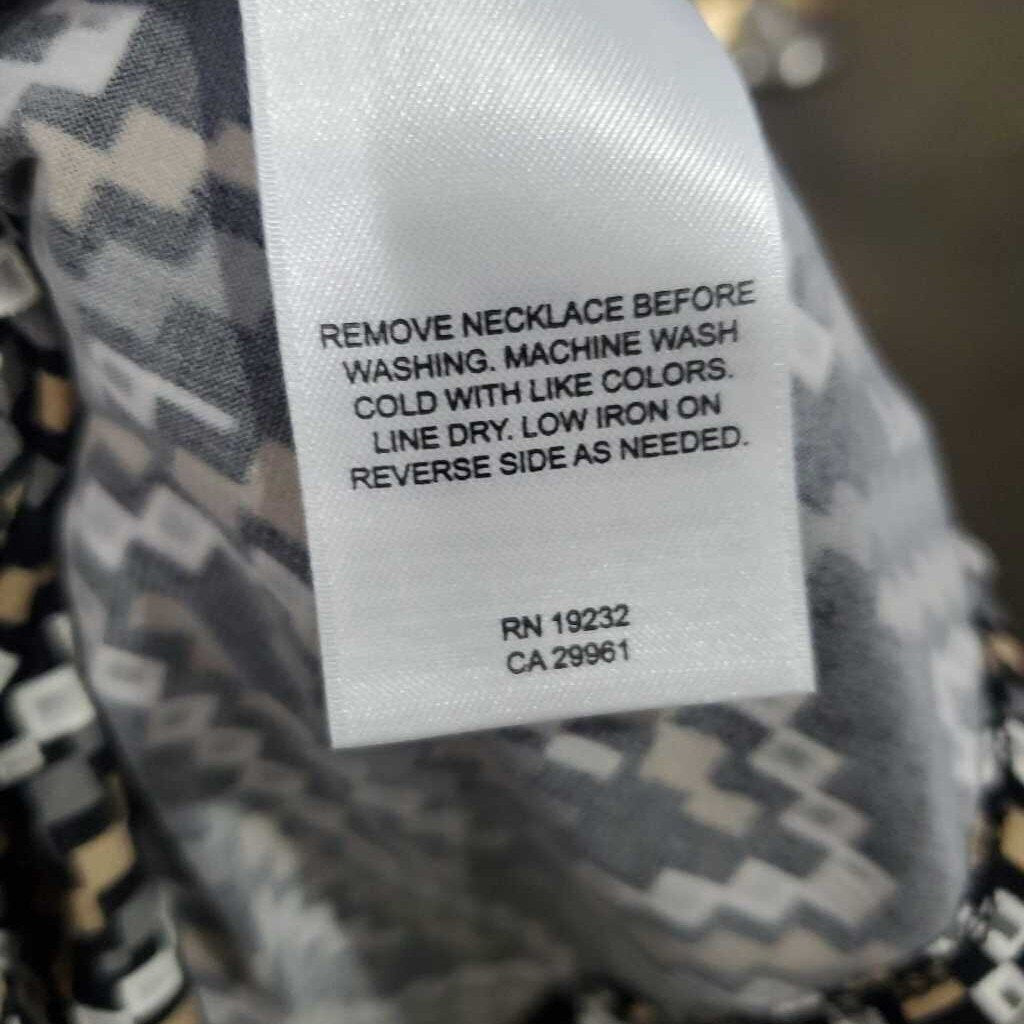 REMOVE NECKLACE BEFORE
WASHING. MACHINE WASH
COLD WITH LIKE COLORS.
LINE DRY. LOW IRON ON
REVERSE SIDE AS NEEDED.
RN 19232
CA 29961